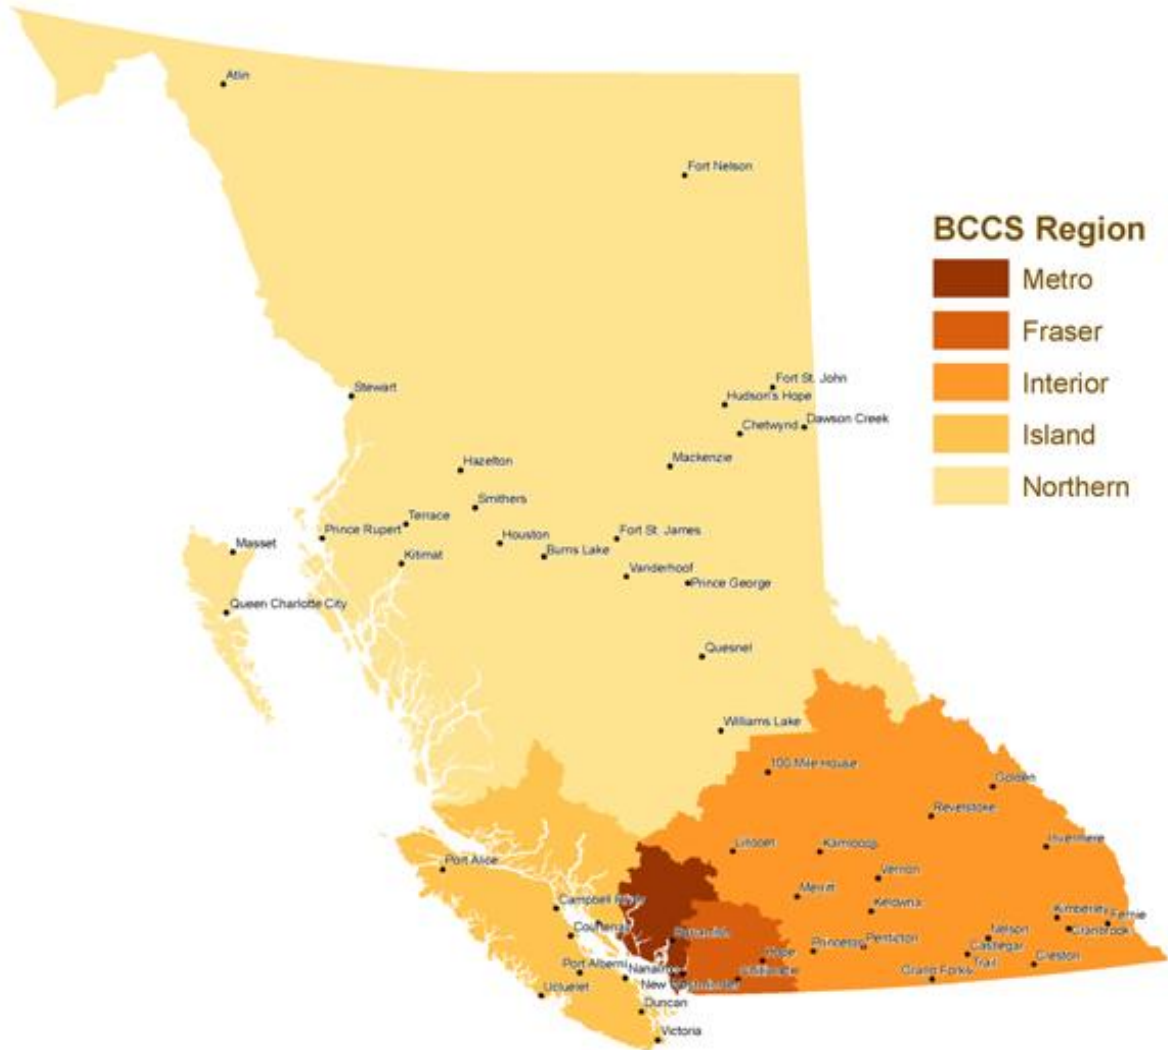 Atlin
Fort Nelson
BCCS Region
Metro
Fraser
Interior
Island
Northern
Fort St. John
Stewart
Hudson's Hope
Dawson Creek
Chetwynd
Mackenzie
Hazelton
Smithers
Terrace
Prince Rupert
Fort St. James
Houston
Masset
Burns Lake
Kitimat
Vanderhoof
Prince George
Queen Charlotte City
Quesnel
Williams Lake
100 Mile House
Golden
Revelstoke
Lillooet
Kamloops
Invermere
Port Alice
Vernon
Merritt
Campbell River
Kelowna
Kimberley
Fernie
Courtenay
Cranbrook
Nelson
Princeton
Penticton
Castlegar
Hope
Trail
Creston
Port Alberni
Nanaimo
Chilliwack
Grand Forks
New Westminster
Ucluelet
Duncan
Victoria